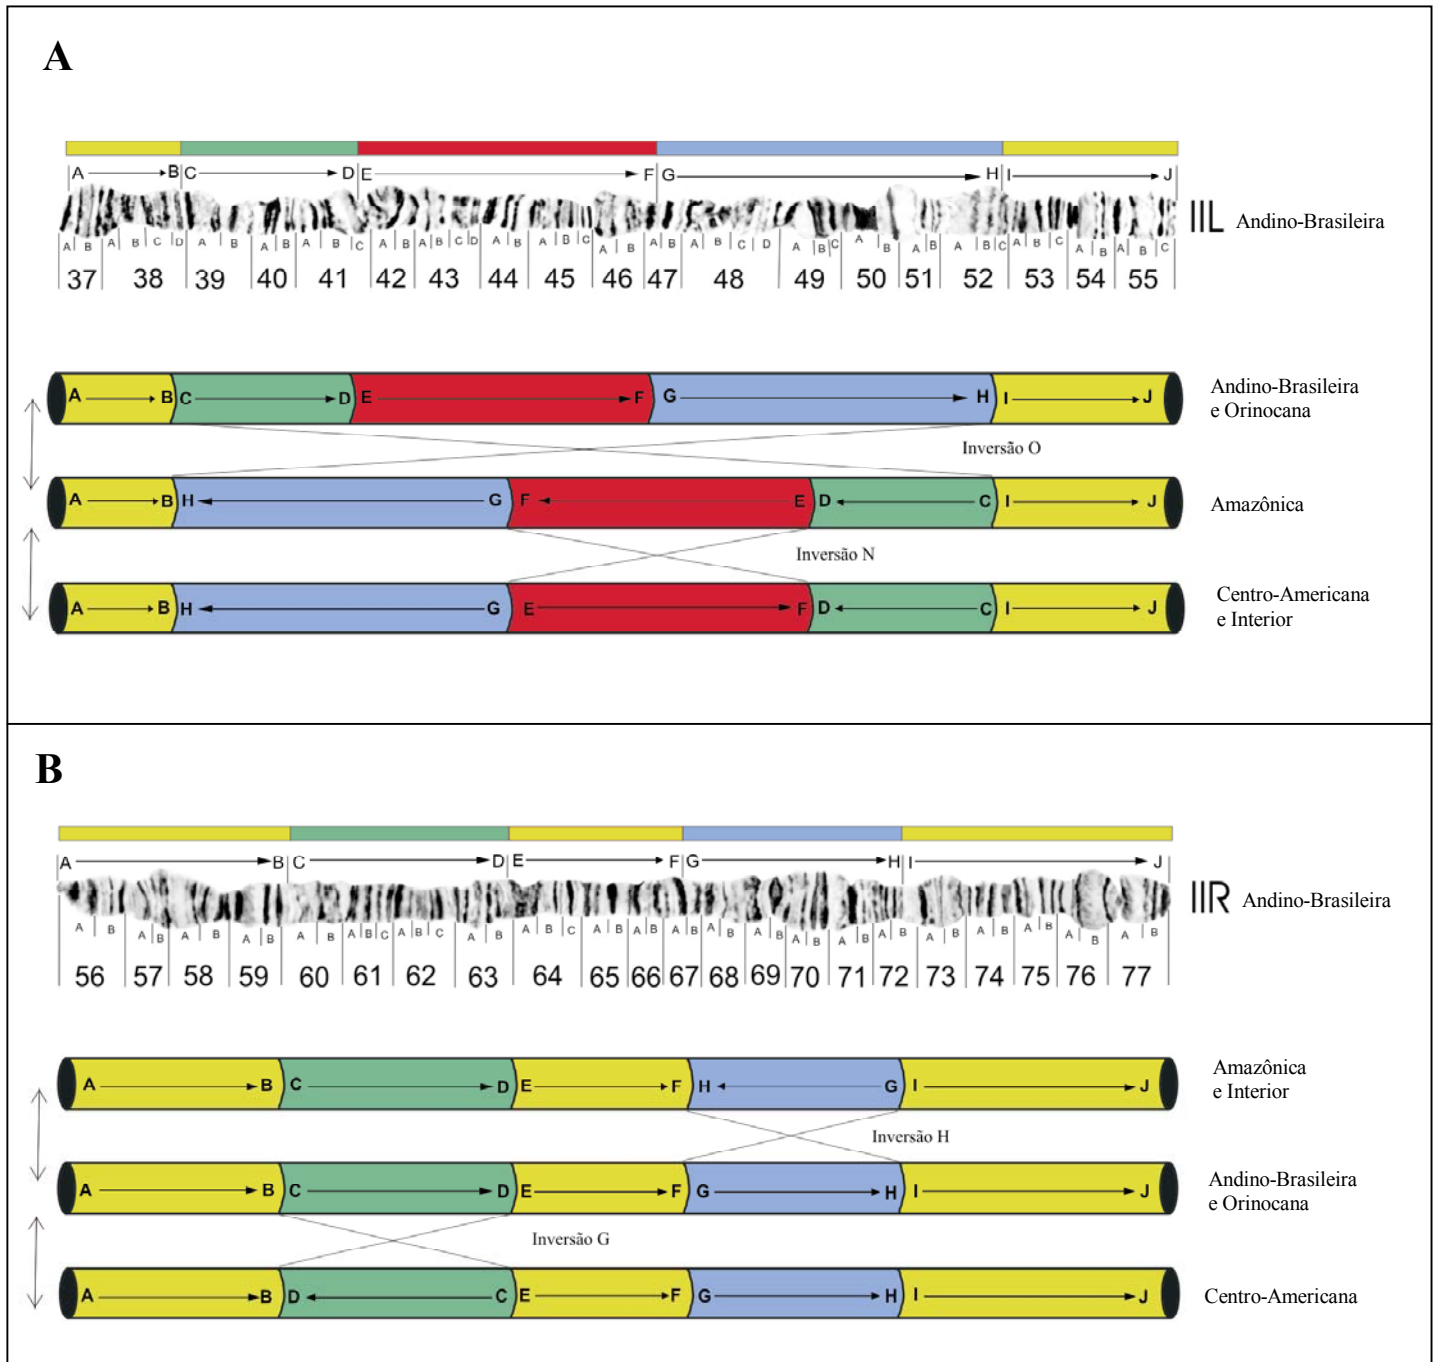 A
A B C D E F G H I J
IIL Andino-Brasileira
A B A B C D A B A B A B C A B A B C D A B A B C A B A B A B C D A B C A B A B A B C A B C A B A B C
37 38 39 40 41 42 43 44 45 46 47 48 49 50 51 52 53 54 55
A B C D E F G H I J
Andino-Brasileira
e Orinocana
Inversão O
A B H G F E D C I J
Amazônica
Inversão N
A B H G E F D C I J
Centro-Americana
e Interior
B
A B C D E F G H I J
IIR Andino-Brasileira
A B A B A B A B A B A B C A B C A B A B C A B A B A B A B A B A B A B A B A B A B A B A B A B
56 57 58 59 60 61 62 63 64 65 66 67 68 69 70 71 72 73 74 75 76 77
A B C D E F H G I J
Amazônica
e Interior
Inversão H
A B C D E F G H I J
Andino-Brasileira
e Orinocana
Inversão G
A B D C E F G H I J
Centro-Americana